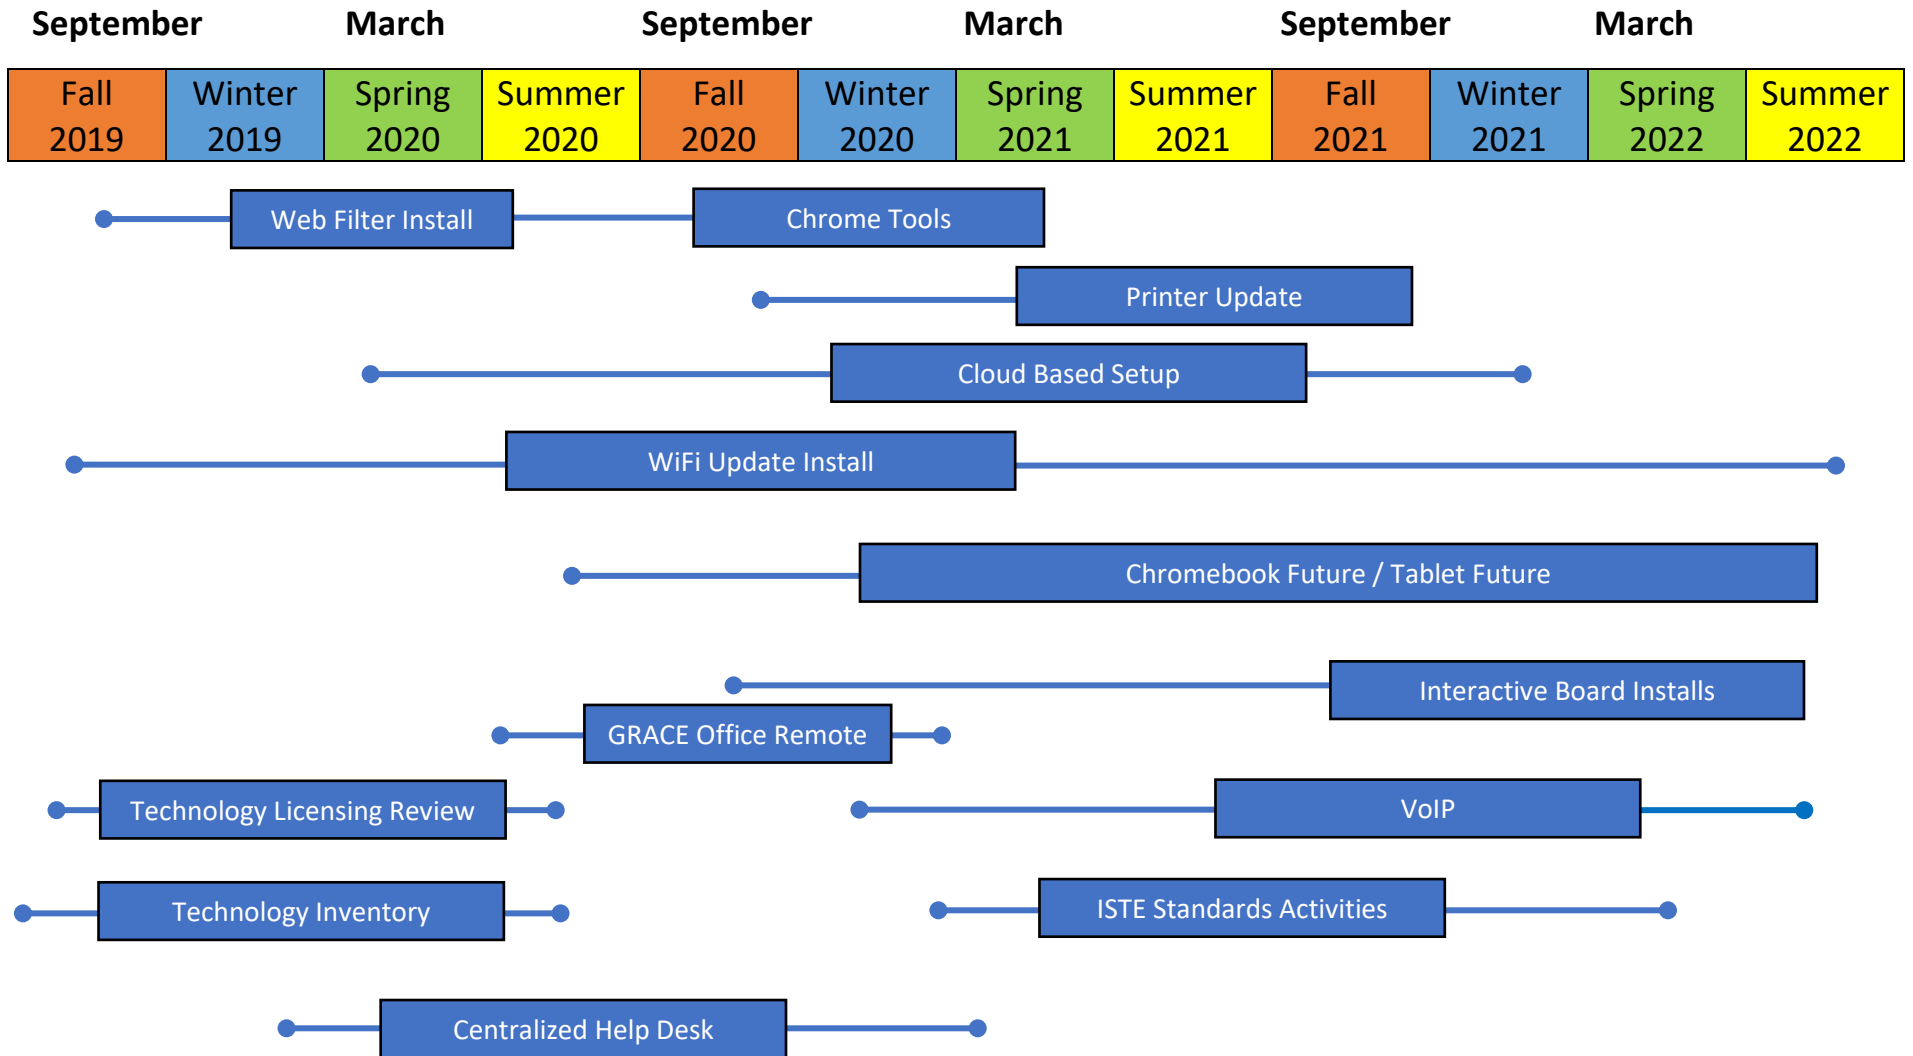 September March September March September March
Fall Winter Spring Summer Fall Winter Spring Summer Fall Winter Spring Summer
2019 2019 2020 2020 2020 2020 2021 2021 2021 2021 2022 2022
Web Filter Install Chrome Tools
Printer Update
Cloud Based Setup
WiFi Update Install
Chromebook Future / Tablet Future
Interactive Board Installs
GRACE Office Remote
Technology Licensing Review VoIP
Technology Inventory ISTE Standards Activities
Centralized Help Desk